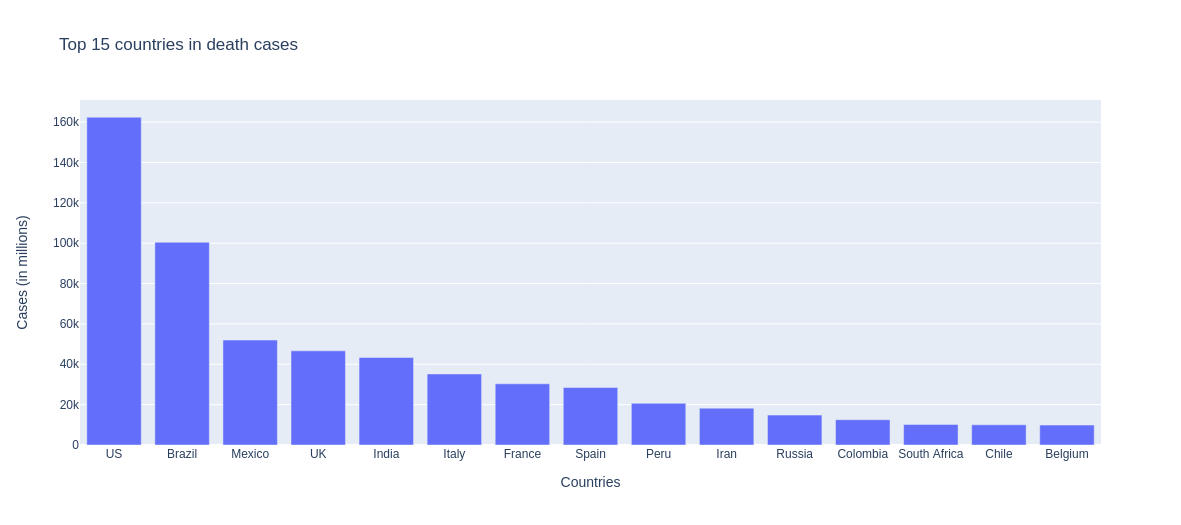 Top 15 countries in death cases
Cases (in millions)
160k
140k
120k
100k
80k
60k
40k
20k
0
US Brazil Mexico UK India Italy France Spain Peru Iran Russia Colombia South Africa Chile Belgium
Countries